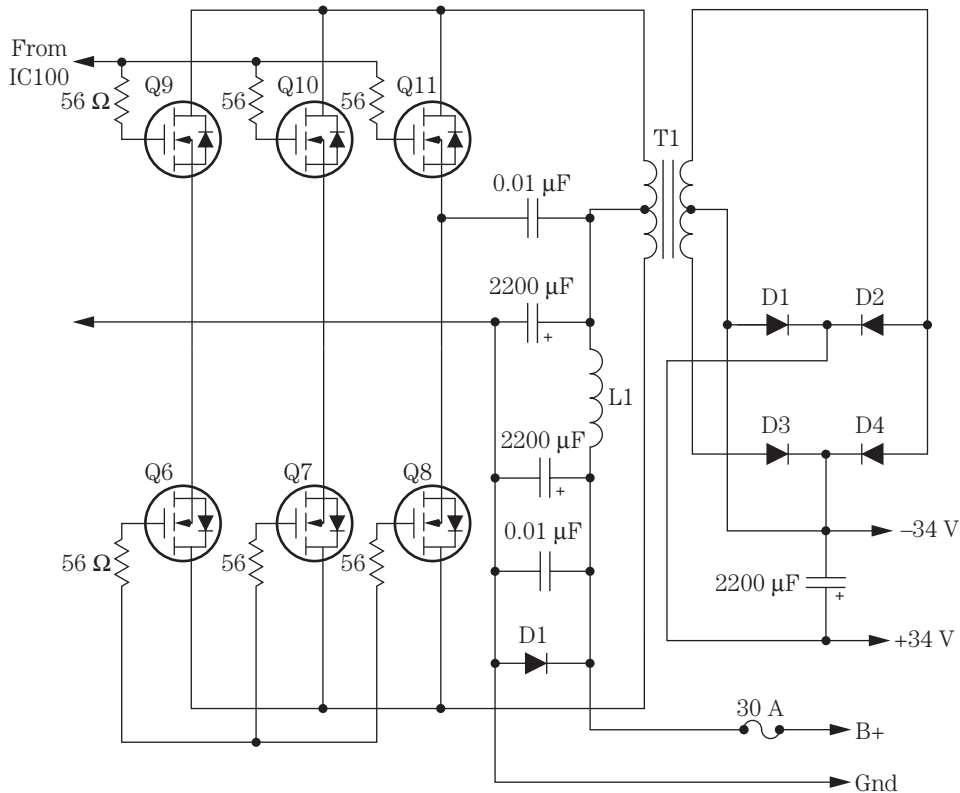 From
IC100
56 Ω
Q9
56
Q10
56
Q11
T1
0.01 µF
2200 µF
+
D1
D2
L1
D3
D4
2200 µF
+
Q6
Q7
Q8
–34 V
56 Ω
56
56
0.01 µF
2200 µF
+
D1
+34 V
30 A
B+
Gnd